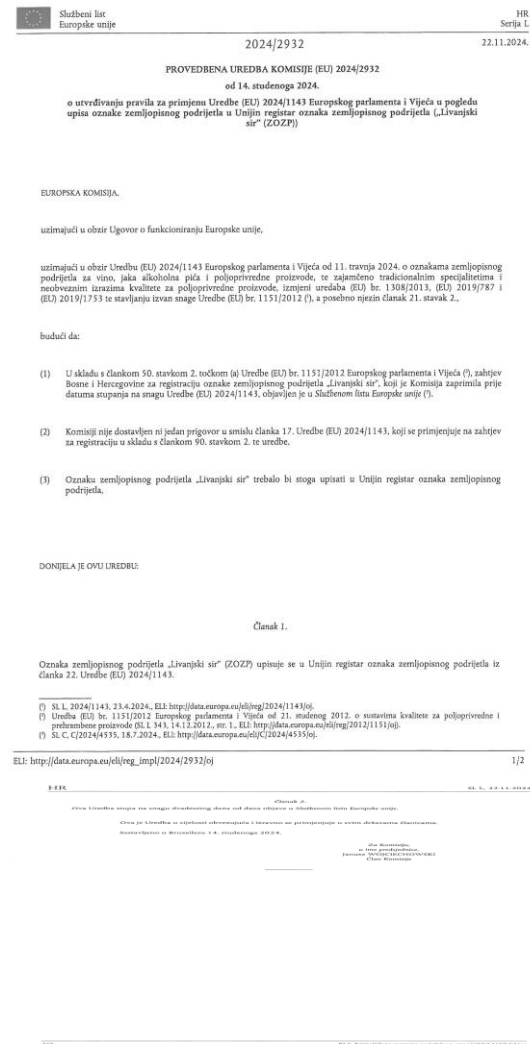 Službeni list
Europske unije
HR
Serija L
2024/2932
22.11.2024.
PROVEDBENA UREDBA KOMISIJE (EU) 2024/2932
od 14. studenoga 2024.
o utvrđivanju pravila za primjenu Uredbe (EU) 2024/1143 Europskog parlamenta i Vijeća u pogledu
upisa oznake zemljopisnog podrijetla u Unijin registar oznaka zemljopisnog podrijetla („Livanjski
sir” (ZOZP))
EUROPSKA KOMISIJA,
uzimajući u obzir Ugovor o funkcioniranju Europske unije,
uzimajući u obzir Uredbu (EU) 2024/1143 Europskog parlamenta i Vijeća od 11. travnja 2024. o oznakama zemljopisnog
podrijetla za vino, jaka alkoholna pića i poljoprivredne proizvode, te zajamčeno tradicionalnim specijalitetima i
neobveznim izrazima kvalitete za poljoprivredne proizvode, izmjeni uredaba (EU) br. 1308/2013, (EU) 2019/787 i
(EU) 2019/1753 te stavljanju izvan snage Uredbe (EU) br. 1151/2012 (¹), a posebno njezin članak 21. stavak 2.,
budući da:
(1) U skladu s člankom 50. stavkom 2. točkom (a) Uredbe (EU) br. 1151/2012 Europskog parlamenta i Vijeća (²), zahtjev
Bosne i Hercegovine za registraciju oznake zemljopisnog podrijetla „Livanjski sir”, koji je Komisija zaprimila prije
datuma stupanja na snagu Uredbe (EU) 2024/1143, objavljen je u Službenom listu Europske unije (³).
(2) Komisiji nije dostavljen ni jedan prigovor u smislu članka 17. Uredbe (EU) 2024/1143, koji se primjenjuje na zahtjev
za registraciju u skladu s člankom 90. stavkom 2. te uredbe.
(3) Oznaku zemljopisnog podrijetla „Livanjski sir” trebalo bi stoga upisati u Unijin registar oznaka zemljopisnog
podrijetla,
DONIJELA JE OVU UREDBU:
Članak 1.
Oznaka zemljopisnog podrijetla „Livanjski sir” (ZOZP) upisuje se u Unijin registar oznaka zemljopisnog podrijetla iz
članka 22. Uredbe (EU) 2024/1143.
(¹) SL L, 2024/1143, 23.4.2024., ELI: http://data.europa.eu/eli/reg/2024/1143/oj.
(²) Uredba (EU) br. 1151/2012 Europskog parlamenta i Vijeća od 21. studenog 2012. o sustavima kvalitete za poljoprivredne i
prehrambene proizvode (SL L 343, 14.12.2012., str. 1., ELI: http://data.europa.eu/eli/reg/2012/1151/oj).
(³) SL C, C/2024/4535, 18.7.2024., ELI: http://data.europa.eu/eli/C/2024/4535/oj.
ELI: http://data.europa.eu/eli/reg_impl/2024/2932/oj
1/2
HR
SL L, 22.11.2024
Članak 2.
Ova Uredba stupa na snagu dvadesetog dana od dana objave u Službenom listu Europske unije.
Ova je Uredba u cijelosti obvezujuća i izravno se primjenjuje u svim državama članicama.
Sastavljeno u Bruxellesu 14. studenoga 2024.
Za Komisiju,
u ime predsjednice,
Janusz WOJCIECHOWSKI
Član Komisije